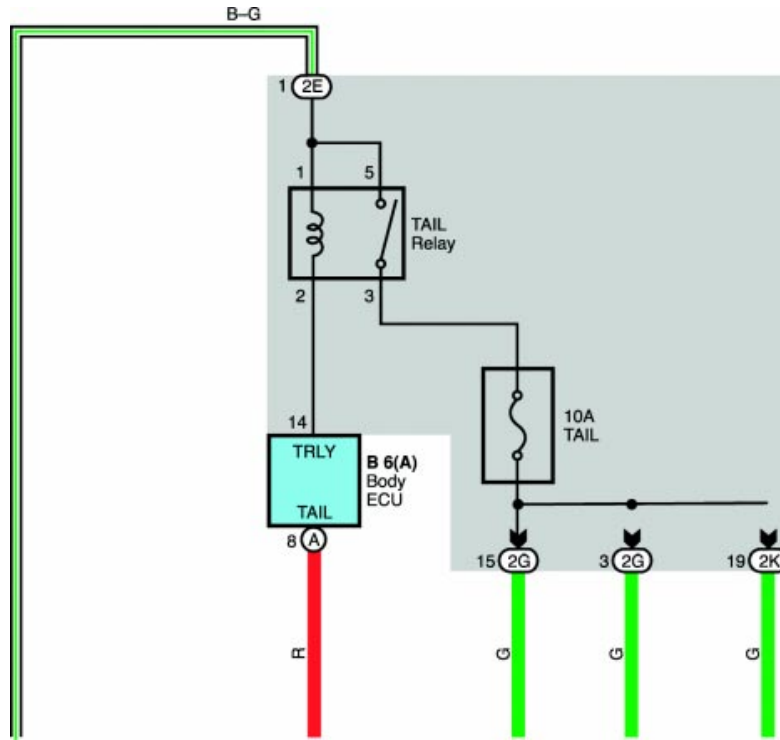 B–G
1 2E
1 5
TAIL
Relay
2 3
10A
TAIL
14
TRLY
B 6(A)
Body
ECU
TAIL
8 A
15 2G 3 2G 19 2K
R G G G